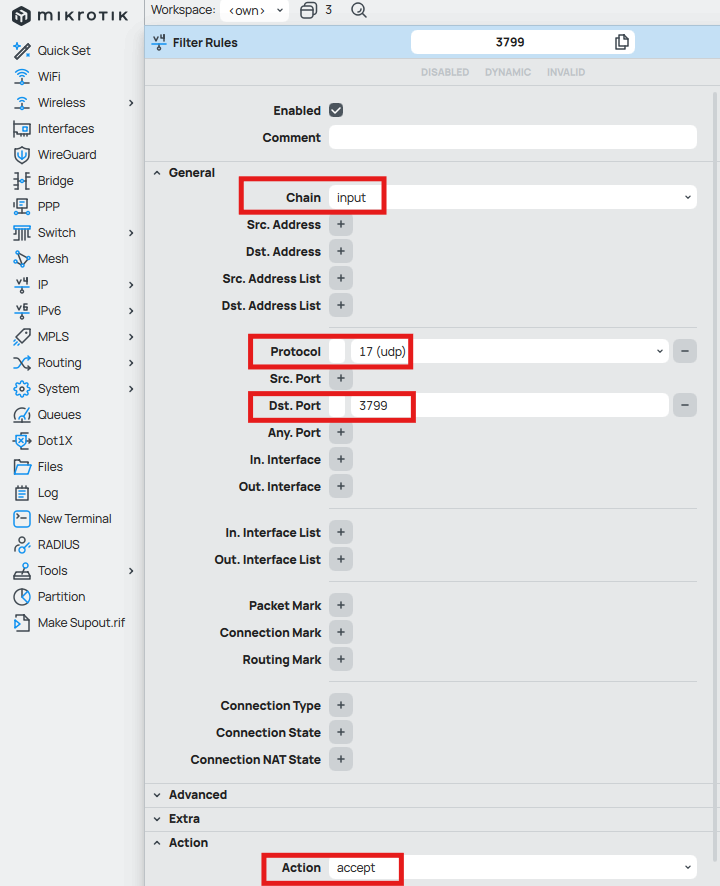 mikrotik
Workspace: <own> 3
Quick Set
WiFi
Wireless
Interfaces
WireGuard
Bridge
PPP
Switch
Mesh
IP
IPv6
MPLS
Routing
System
Queues
Dot1X
Files
Log
New Terminal
RADIUS
Tools
Partition
Make Supout.rif
v4 Filter Rules 3799
DISABLED DYNAMIC INVALID
Enabled
Comment
General
Chain input
Src. Address +
Dst. Address +
Src. Address List +
Dst. Address List +
Protocol 17 (udp) −
Src. Port +
Dst. Port 3799 −
Any. Port +
In. Interface +
Out. Interface +
In. Interface List +
Out. Interface List +
Packet Mark +
Connection Mark +
Routing Mark +
Connection Type +
Connection State +
Connection NAT State +
Advanced
Extra
Action
Action accept